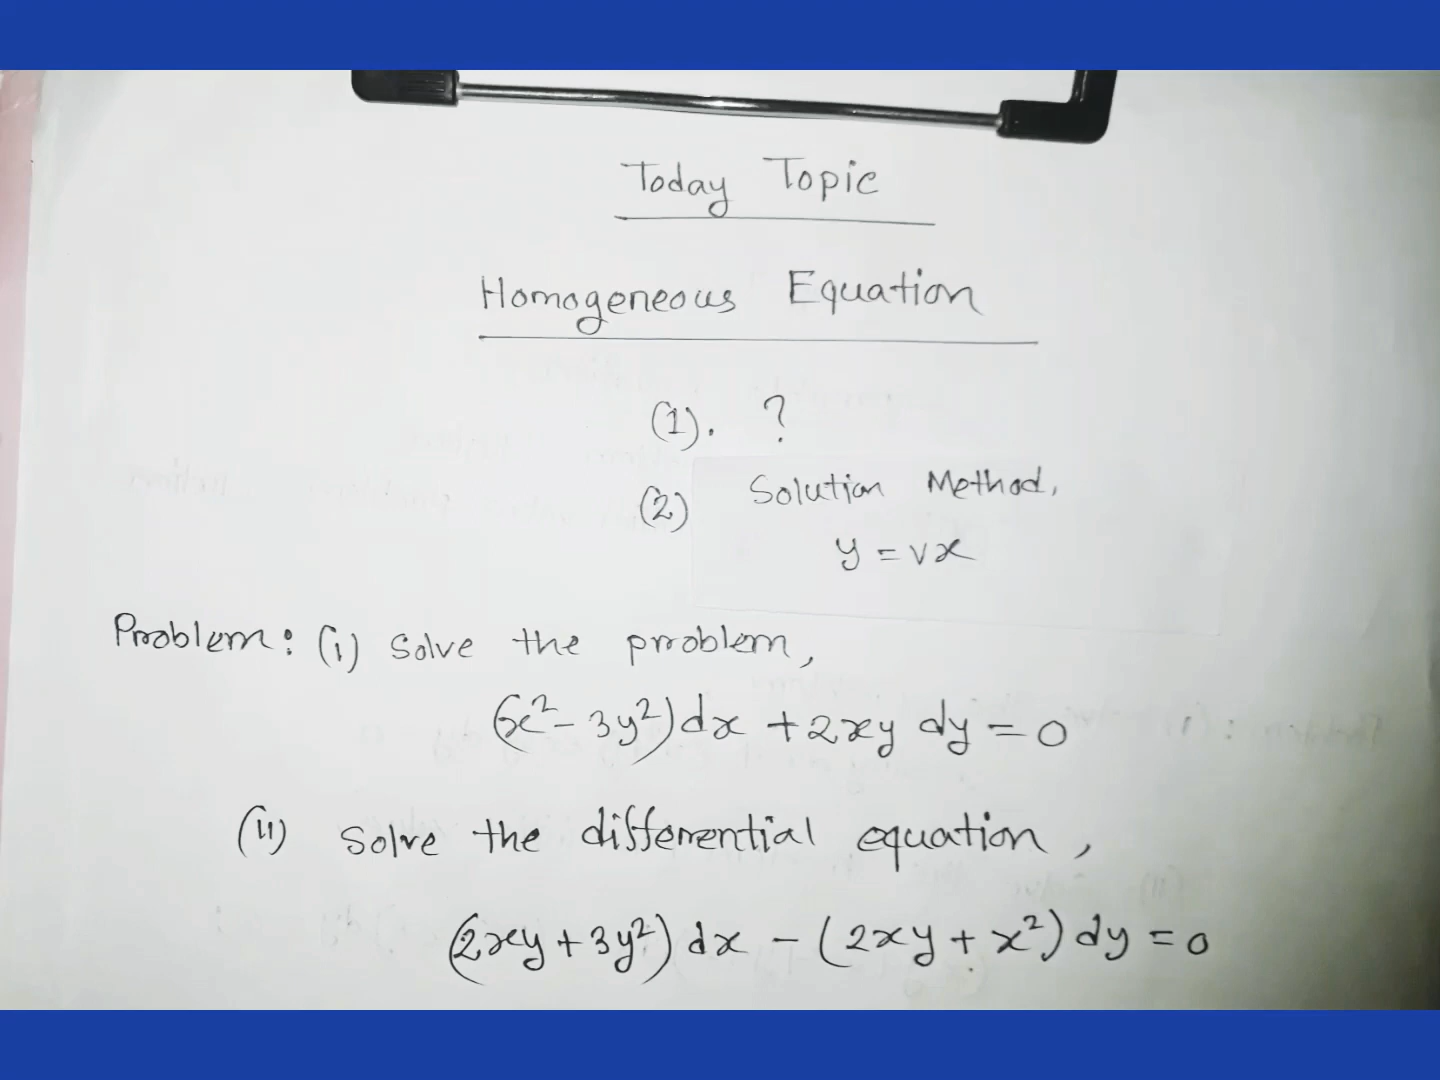 Today Topic
Homogeneous Equation
(1). ?
(2) Solution Method,
y = vx
Problem: (i) Solve the problem,
(x² - 3y²) dx + 2xy dy = 0
(ii) Solve the differential equation,
(2xy + 3y²) dx - (2xy + x²) dy = 0